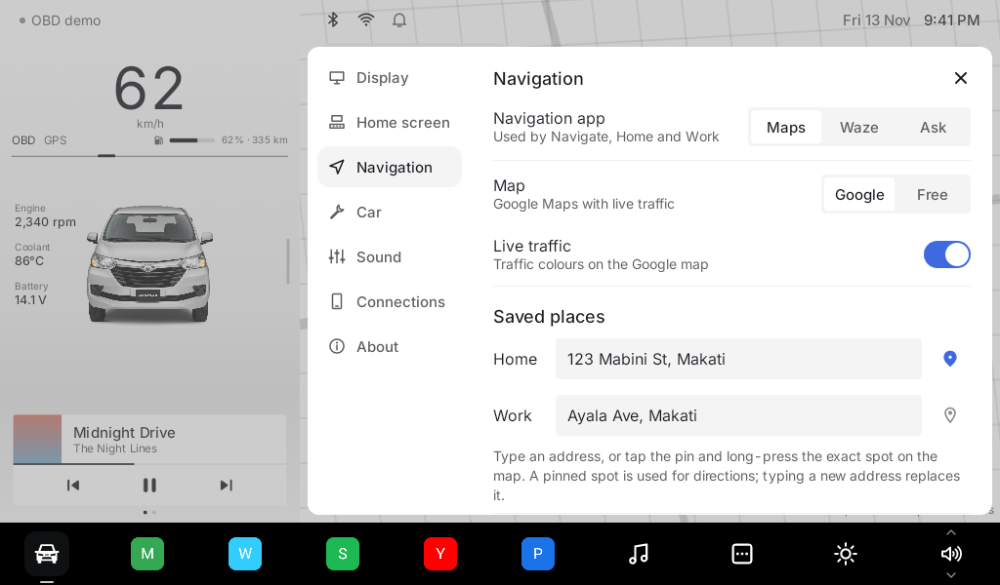 OBD demo
Fri 13 Nov 9:41 PM
62
km/h
OBD GPS
62% · 335 km
Engine
2,340 rpm
Coolant
86°C
Battery
14.1 V
Midnight Drive
The Night Lines
Display
Home screen
Navigation
Car
Sound
Connections
About
Navigation
Navigation app
Used by Navigate, Home and Work
Maps Waze Ask
Map
Google Maps with live traffic
Google Free
Live traffic
Traffic colours on the Google map
Saved places
Home 123 Mabini St, Makati
Work Ayala Ave, Makati
Type an address, or tap the pin and long-press the exact spot on the
map. A pinned spot is used for directions; typing a new address replaces
it.
M W S Y P